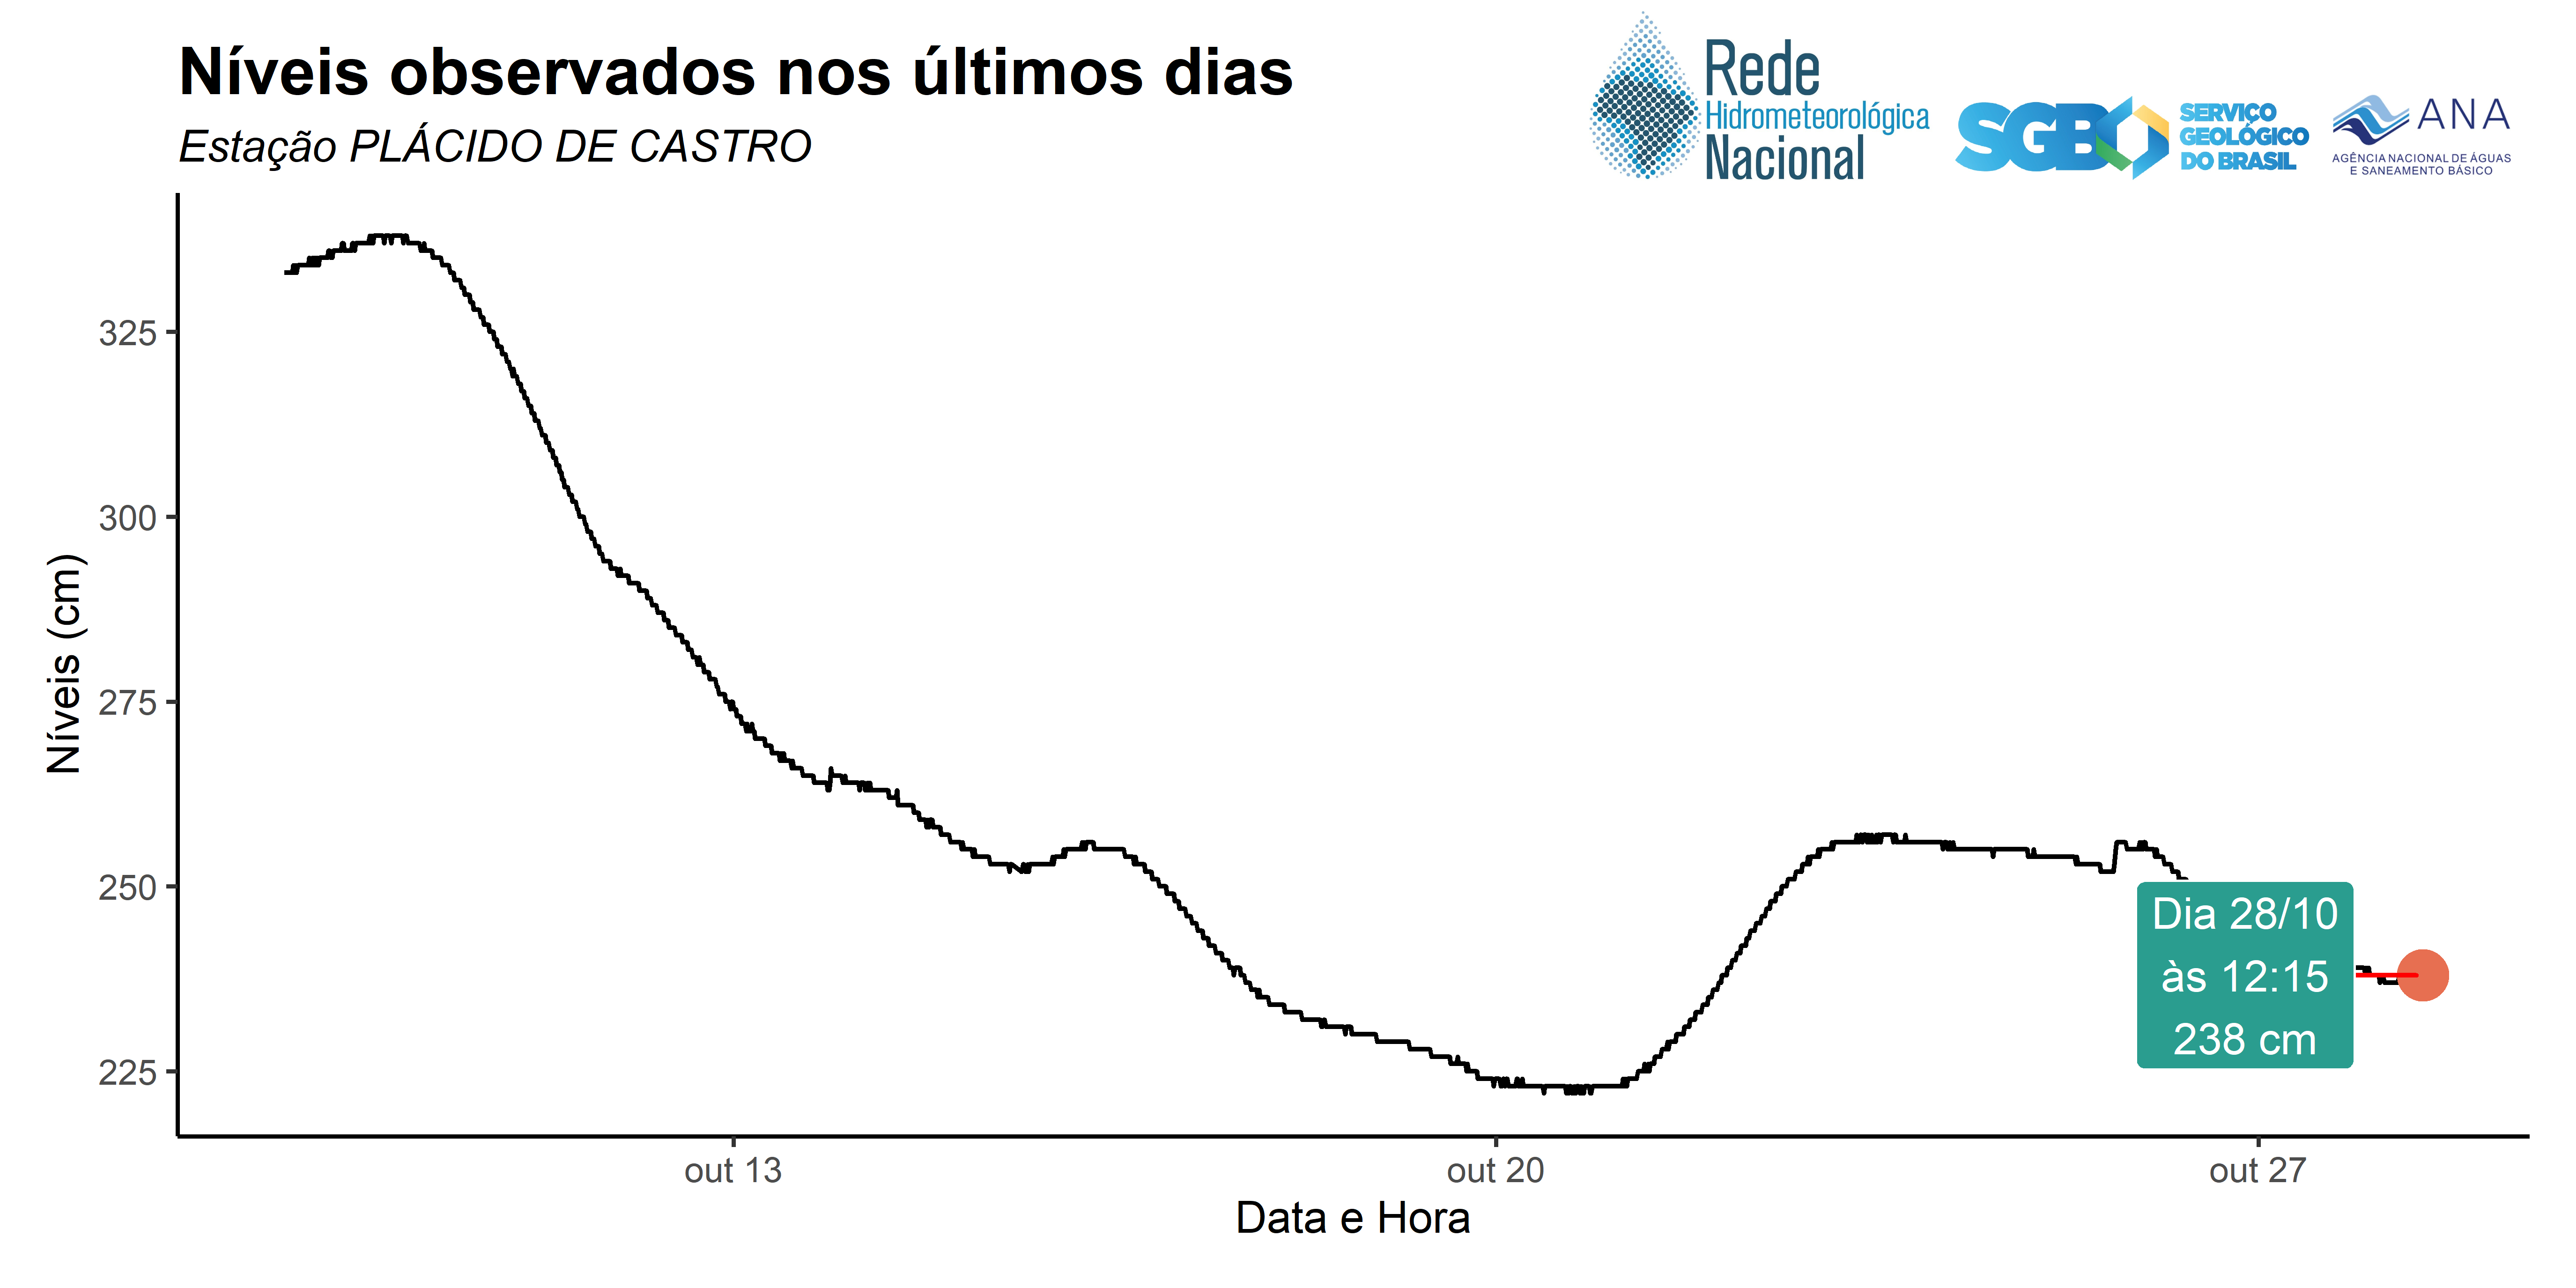 Níveis observados nos últimos dias
Estação PLÁCIDO DE CASTRO
Rede
Hidrometeorológica
Nacional
SGB
SERVIÇO
GEOLÓGICO
DO BRASIL
ANA
AGÊNCIA NACIONAL DE ÁGUAS
E SANEAMENTO BÁSICO
Níveis (cm)
325
300
275
250
225
Dia 28/10
às 12:15
238 cm
out 13
out 20
out 27
Data e Hora